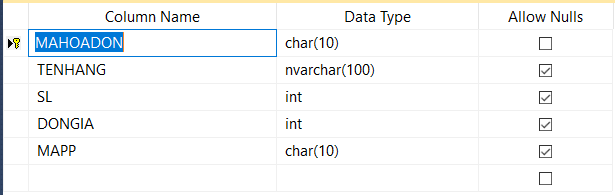 Column Name Data Type Allow Nulls
MAHOADON char(10)
TENHANG nvarchar(100)
SL int
DONGIA int
MAPP char(10)